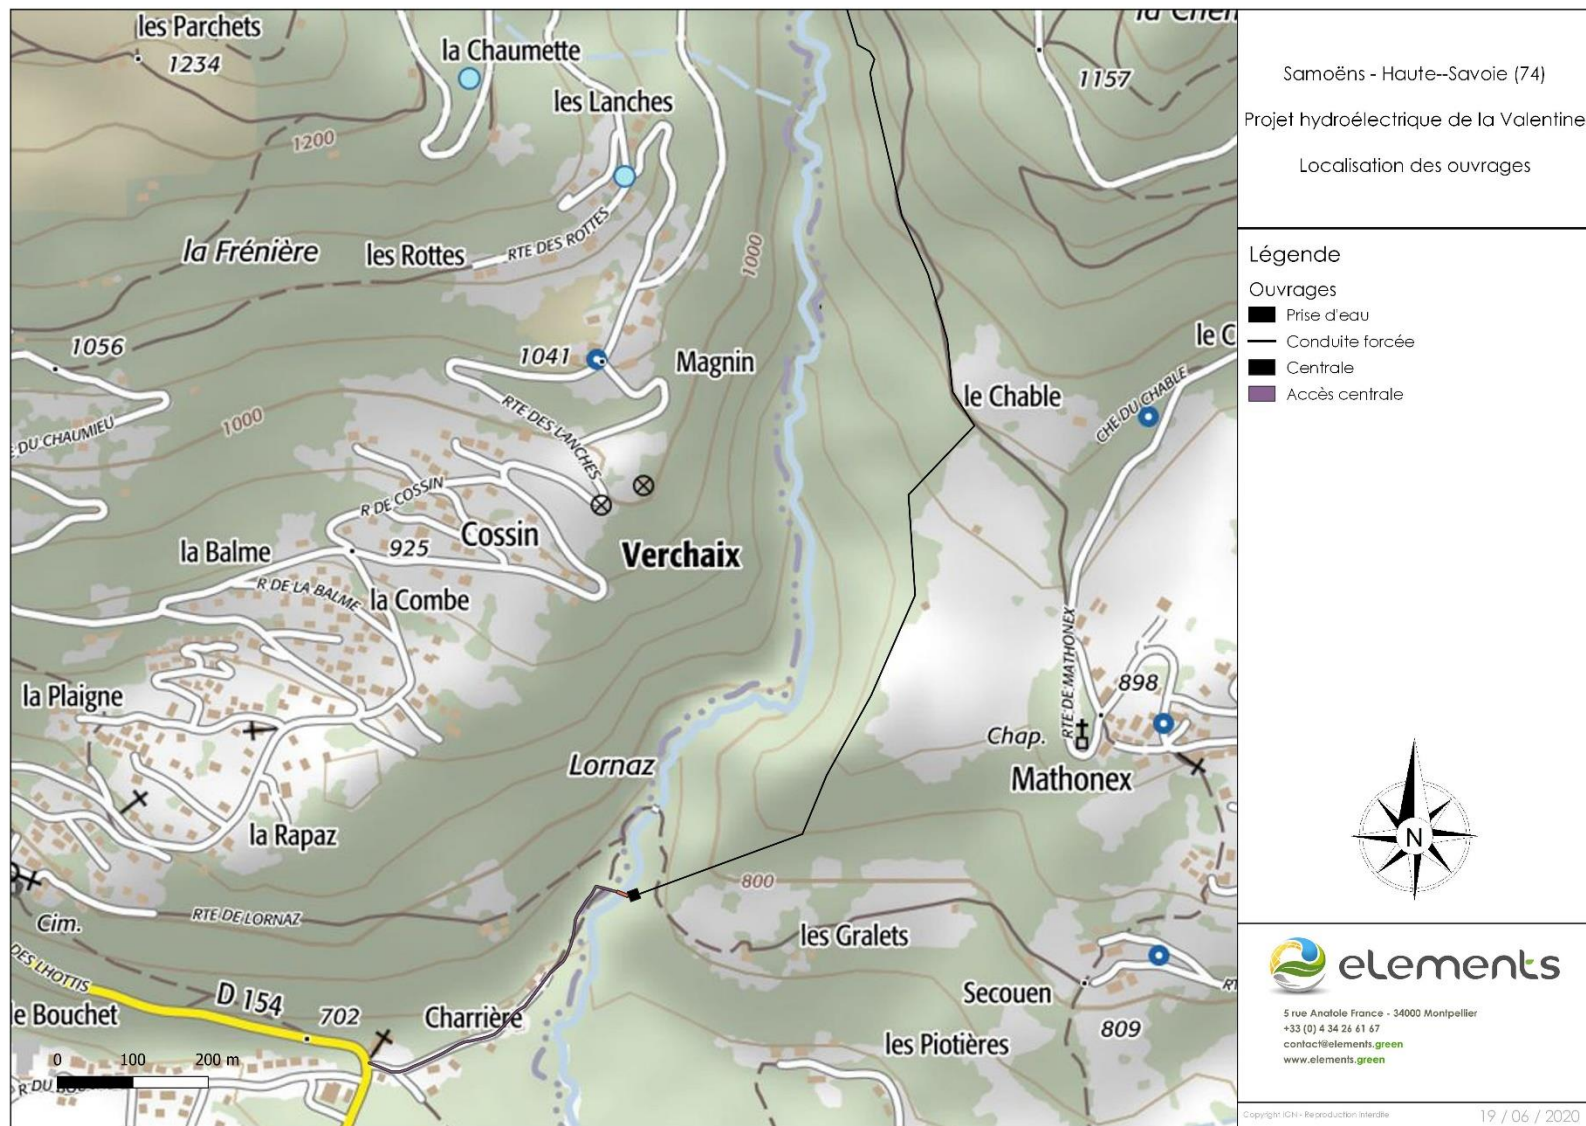 les Parchets
1234
la Chaumette
les Lanches
1157
1200
la Frénière
les Rottes
RTE DES ROTTES
1000
1056
1041
Magnin
le C
le Chable
CHE DU CHABLE
DU CHAUMIEU
1000
RTE DES LANCHES
R DE COSSIN
Cossin
925
la Balme
Verchaix
R DE LA BALME
la Combe
RTE DE MATHONEX
898
la Plaigne
Chap.
Lornaz
Mathonex
la Rapaz
800
RTE DE LORNAZ
Cim.
les Gralets
DES LHOTTIS
D 154
Secouen
le Bouchet
702
Charrière
809
les Piotières
0 100 200 m
R DU
Samoëns - Haute--Savoie (74)
Projet hydroélectrique de la Valentine
Localisation des ouvrages
Légende
Ouvrages
Prise d'eau
Conduite forcée
Centrale
Accès centrale
N
elements
5 rue Anatole France - 34000 Montpellier
+33 (0) 4 34 26 61 67
contact@elements.green
www.elements.green
Copyright IGN - Reproduction interdite
19 / 06 / 2020